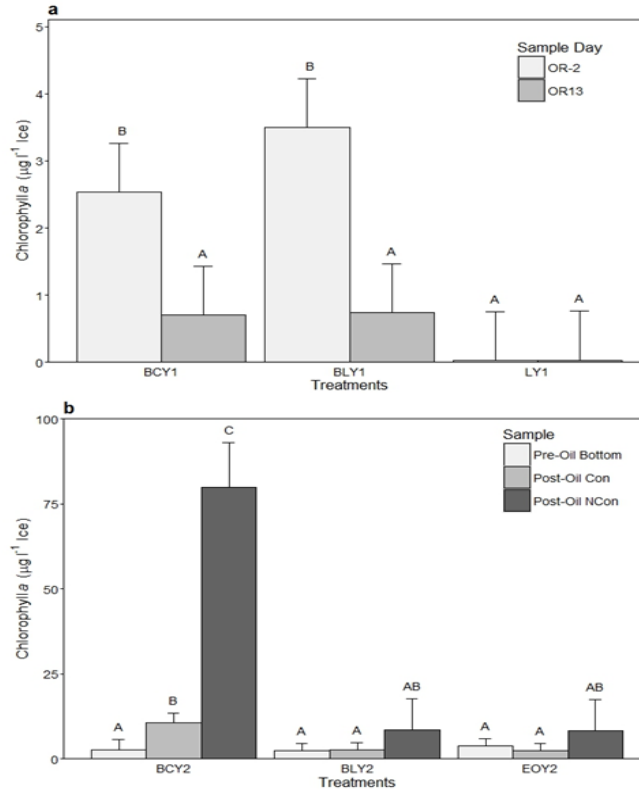 a
Sample Day
OR-2
OR13
Chlorophyll a (µg l⁻¹ Ice)
5
4
3
2
1
0
B
A
B
A
A
A
BCY1 BLY1 LY1
Treatments
b
Sample
Pre-Oil Bottom
Post-Oil Con
Post-Oil NCon
Chlorophyll a (µg l⁻¹ Ice)
100
75
50
25
0
A
B
C
A
A
AB
A
A
AB
BCY2 BLY2 EOY2
Treatments